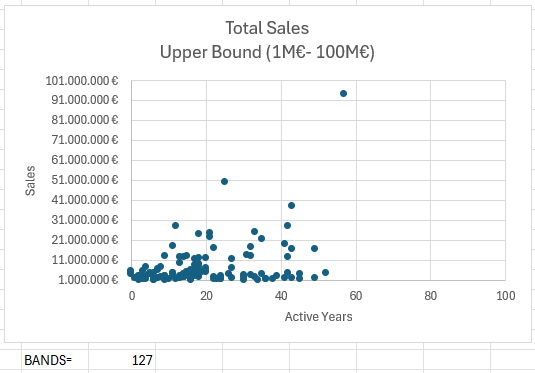 Total Sales
Upper Bound (1M€- 100M€)
101.000.000 €
91.000.000 €
81.000.000 €
71.000.000 €
61.000.000 €
51.000.000 €
41.000.000 €
31.000.000 €
21.000.000 €
11.000.000 €
1.000.000 €
Sales
0 20 40 60 80 100
Active Years
BANDS= 127